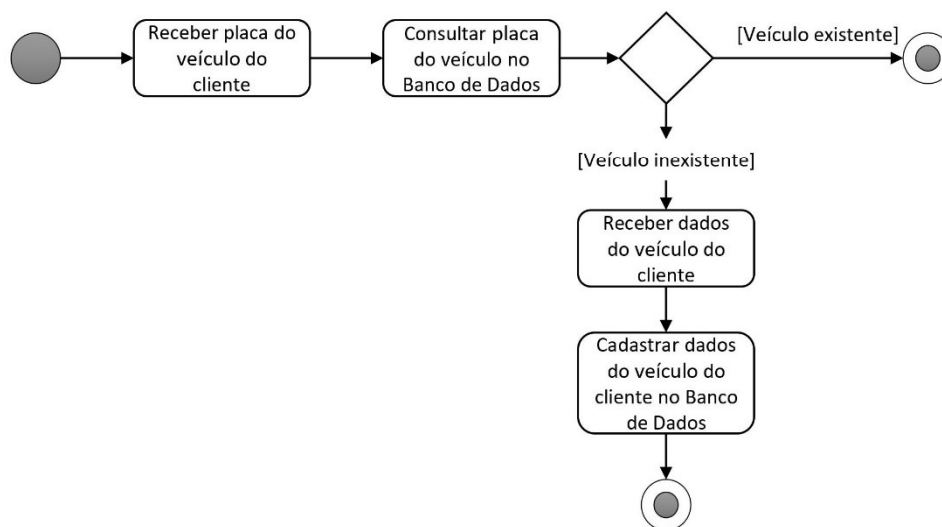 Receber placa do
veículo do
cliente
Consultar placa
do veículo no
Banco de Dados
[Veículo existente]
[Veículo inexistente]
Receber dados
do veículo do
cliente
Cadastrar dados
do veículo do
cliente no Banco
de Dados